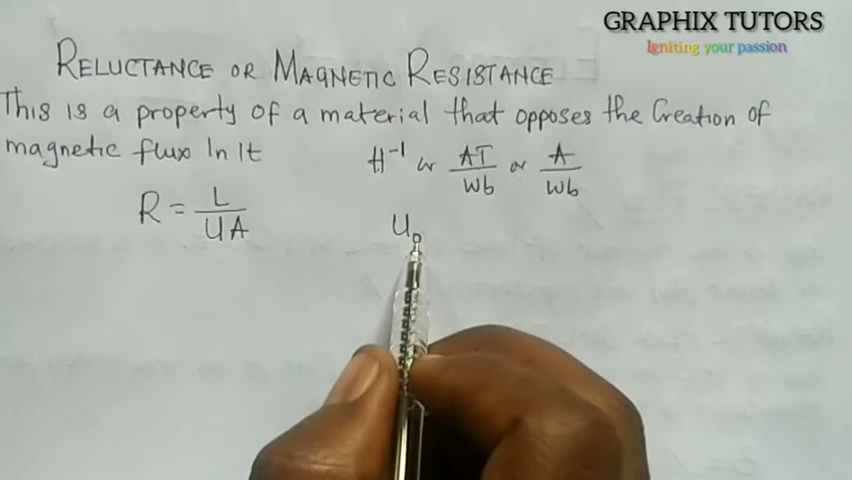 GRAPHIX TUTORS
Igniting your passion
RELUCTANCE OR MAGNETIC RESISTANCE
This is a property of a material that opposes the Creation of
magnetic flux In It
H⁻¹ or AT/Wb or A/Wb
R = L/UA
U₀